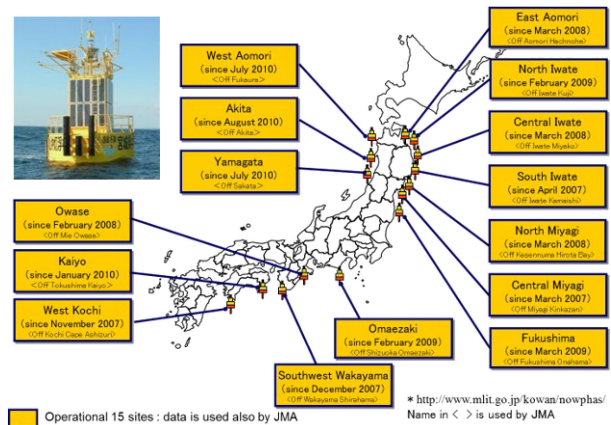 East Aomori
(since March 2008)
<Off Aomori Hachnohe>
West Aomori
(since July 2010)
<Off Fukaura>
North Iwate
(since February 2009)
<Off Iwate Kuji>
Akita
(since August 2010)
<Off Akita>
Central Iwate
(since March 2008)
<Off Iwate Miyako>
Yamagata
(since July 2010)
<Off Sakata>
South Iwate
(since April 2007)
<Off Iwate Kamaishi>
Owase
(since February 2008)
<Off Mie Owase>
North Miyagi
(since March 2008)
<Off Kesennuma Hirota Bay>
Kaiyo
(since January 2010)
<Off Tokushima Kaiyo>
Central Miyagi
(since March 2007)
<Off Miyagi Kinkazan>
West Kochi
(since November 2007)
<Off Kochi Cape Ashizuri>
Omaezaki
(since February 2009)
<Off Shizuoka Omaezaki>
Fukushima
(since March 2009)
<Off Fukushima Onahama>
Southwest Wakayama
(since December 2007)
<Off Wakayama Shirahama>
* http://www.mlit.go.jp/kowan/nowphas/
Name in < > is used by JMA
Operational 15 sites : data is used also by JMA